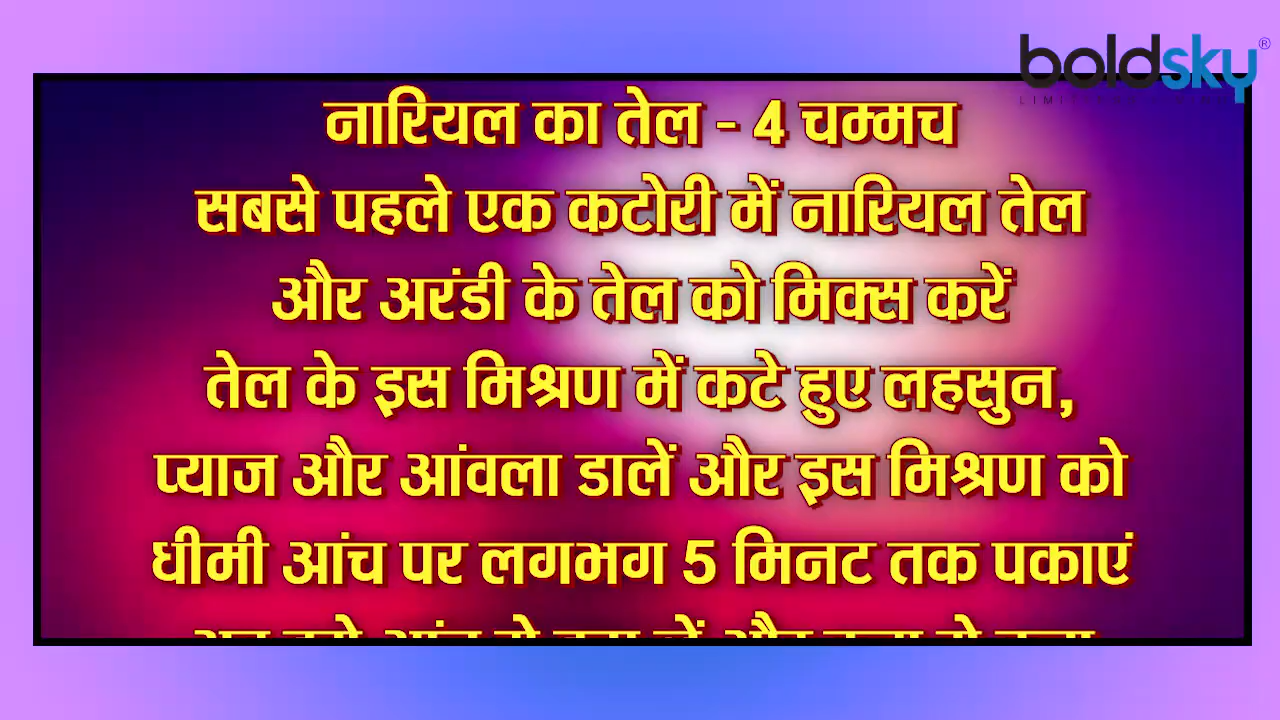 boldsky®
नारियल का तेल - 4 चम्मच
सबसे पहले एक कटोरी में नारियल तेल
और अरंडी के तेल को मिक्स करें
तेल के इस मिश्रण में कटे हुए लहसुन,
प्याज और आंवला डालें और इस मिश्रण को
धीमी आंच पर लगभग 5 मिनट तक पकाएं